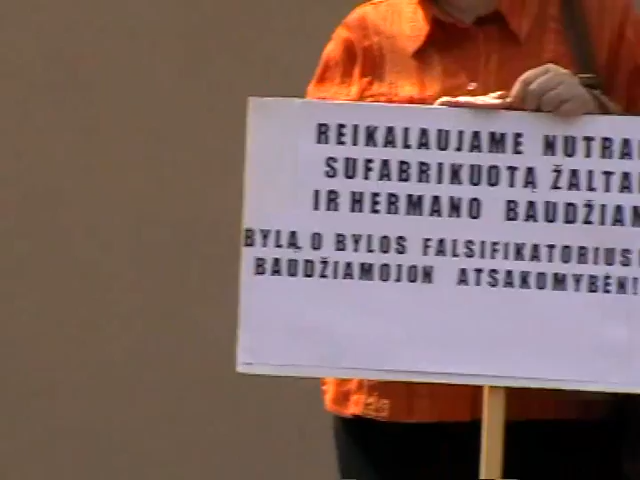 REIKALAUJAME NUTRA
SUFABRIKUOTĄ ŽALTA
IR HERMANO BAUDŽIAM
BYLĄ, O BYLOS FALSIFIKATORIUS
BAUDŽIAMOJON ATSAKOMYBĖN!